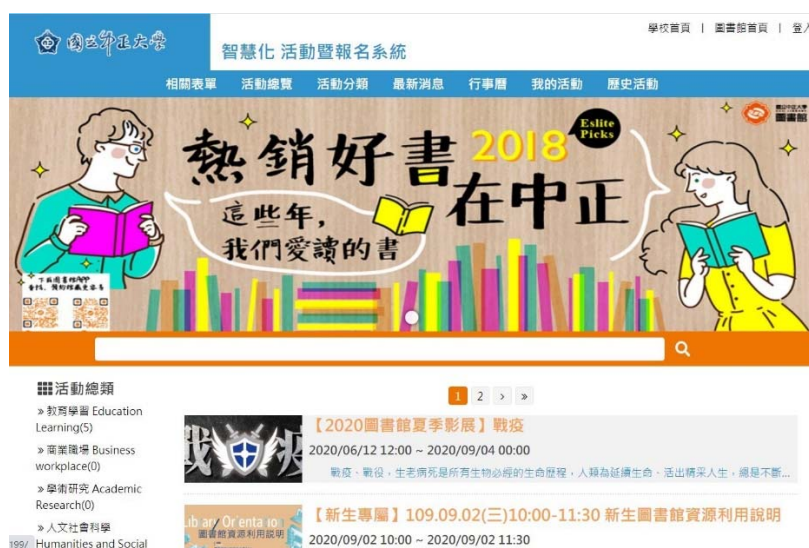 學校首頁 | 圖書館首頁 | 登入
國立中正大學
智慧化 活動暨報名系統
相關表單 活動總覽 活動分類 最新消息 行事曆 我的活動 歷史活動
圖書館
熱銷好書 2018 Eslite Picks
在中正
這些年,
我們愛讀的書
下載圖書館APP
1 2 > »
活動總類
» 教育學習 Education
Learning(5)
» 商業職場 Business
workplace(0)
» 學術研究 Academic
Research(0)
» 人文社會科學
Humanities and Social
199/
【2020圖書館夏季影展】戰疫
2020/06/12 12:00 ~ 2020/09/04 00:00
戰疫、戰役,生老病死是所有生物必經的生命歷程,人類為延續生命、活出精采人生,總是不斷...
戰疫
【新生專屬】109.09.02(三)10:00-11:30 新生圖書館資源利用說明
2020/09/02 10:00 ~ 2020/09/02 11:30
圖書館資源利用說明